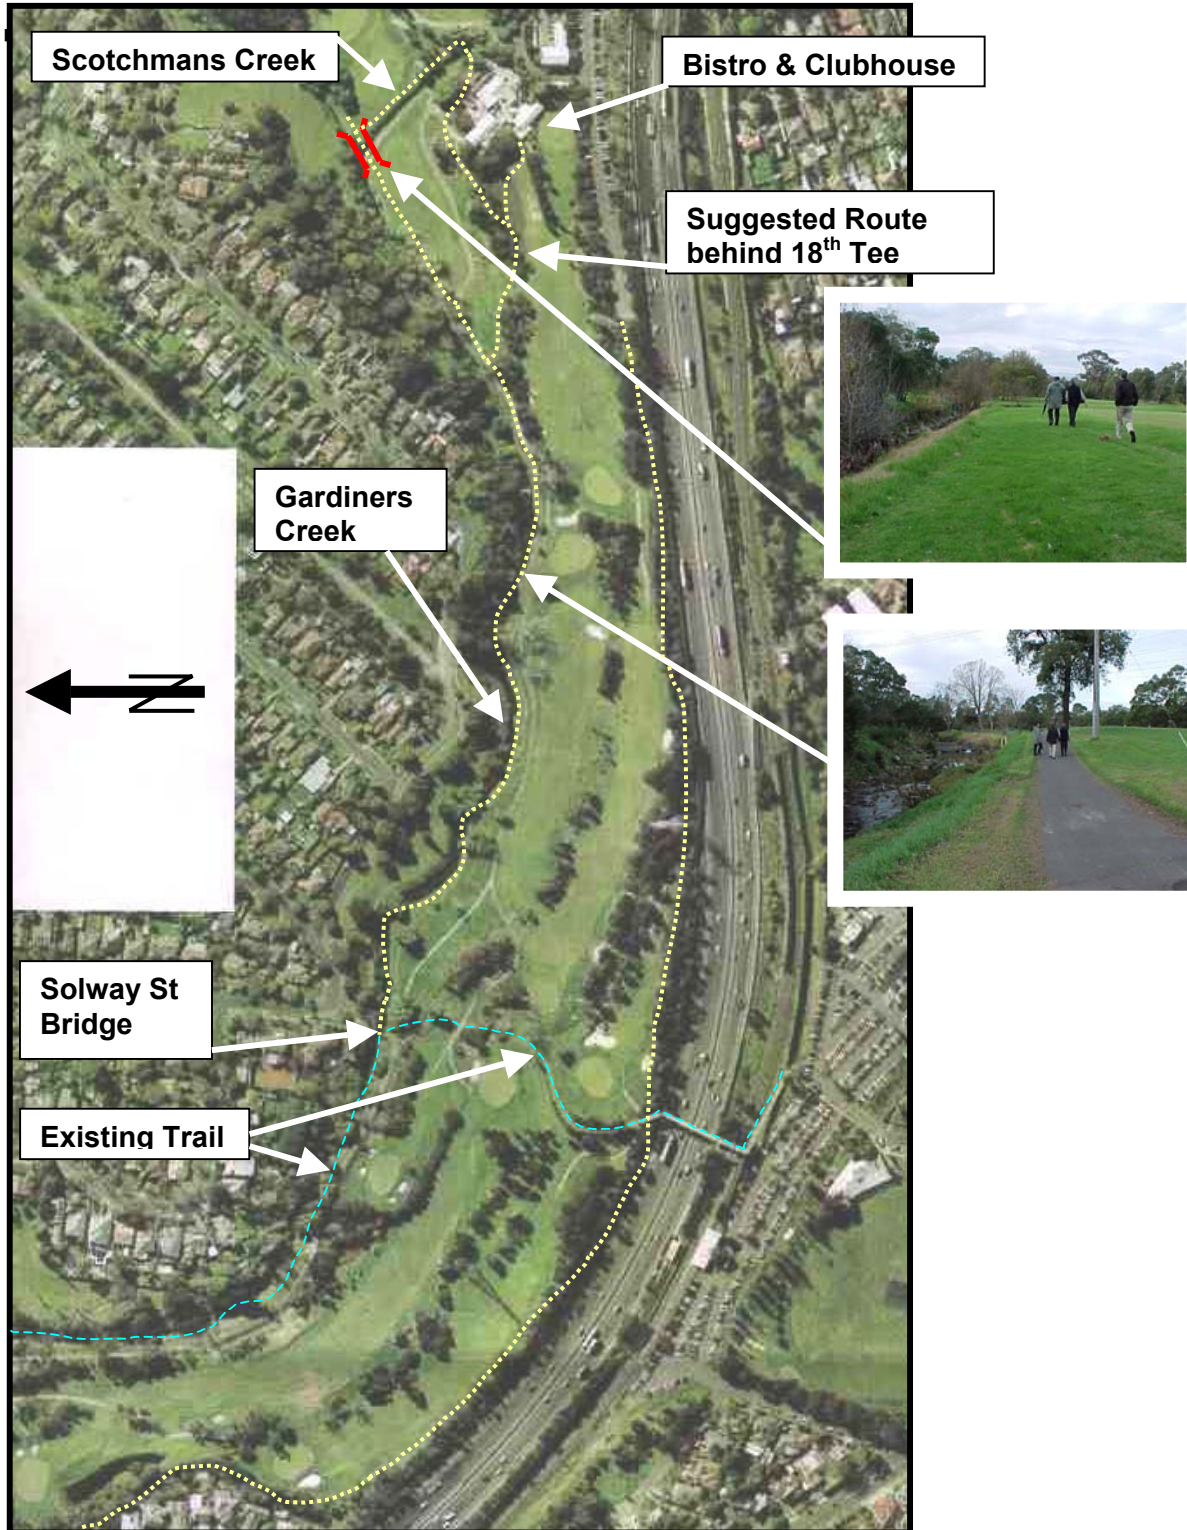 Scotchmans Creek
Bistro & Clubhouse
Suggested Route
behind 18th Tee
Gardiners
Creek
N
Solway St
Bridge
Existing Trail